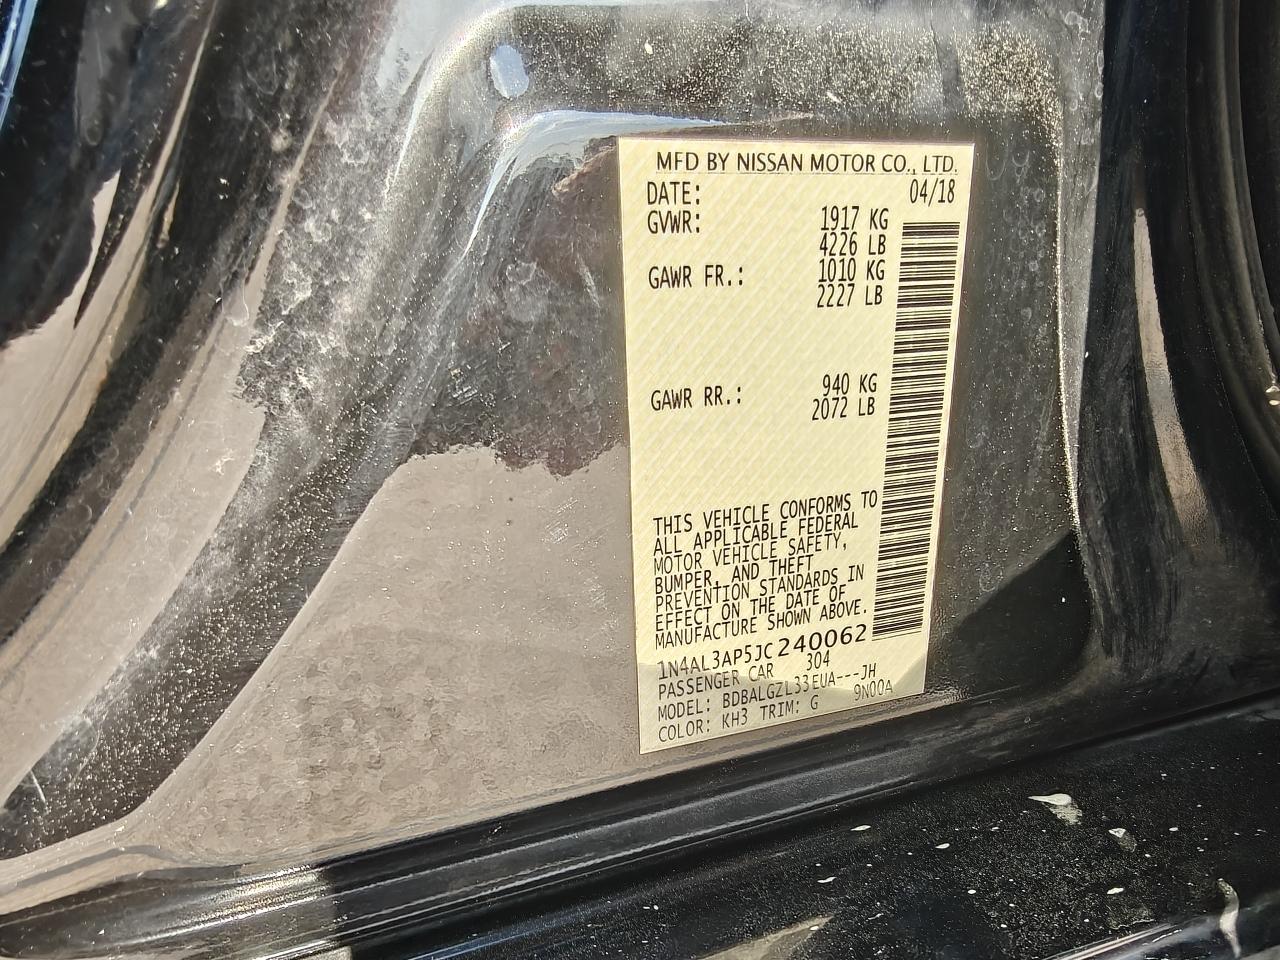 MFD BY NISSAN MOTOR CO., LTD.
DATE: 04/18
GVWR: 1917 KG
4226 LB
GAWR FR.: 1010 KG
2227 LB
GAWR RR.: 940 KG
2072 LB
THIS VEHICLE CONFORMS TO
ALL APPLICABLE FEDERAL
MOTOR VEHICLE SAFETY,
BUMPER, AND THEFT
PREVENTION STANDARDS IN
EFFECT ON THE DATE OF
MANUFACTURE SHOWN ABOVE.
1N4AL3AP5JC240062
PASSENGER CAR 304
MODEL: BDBALGZL33EUA---JH
COLOR: KH3 TRIM: G 9N00A